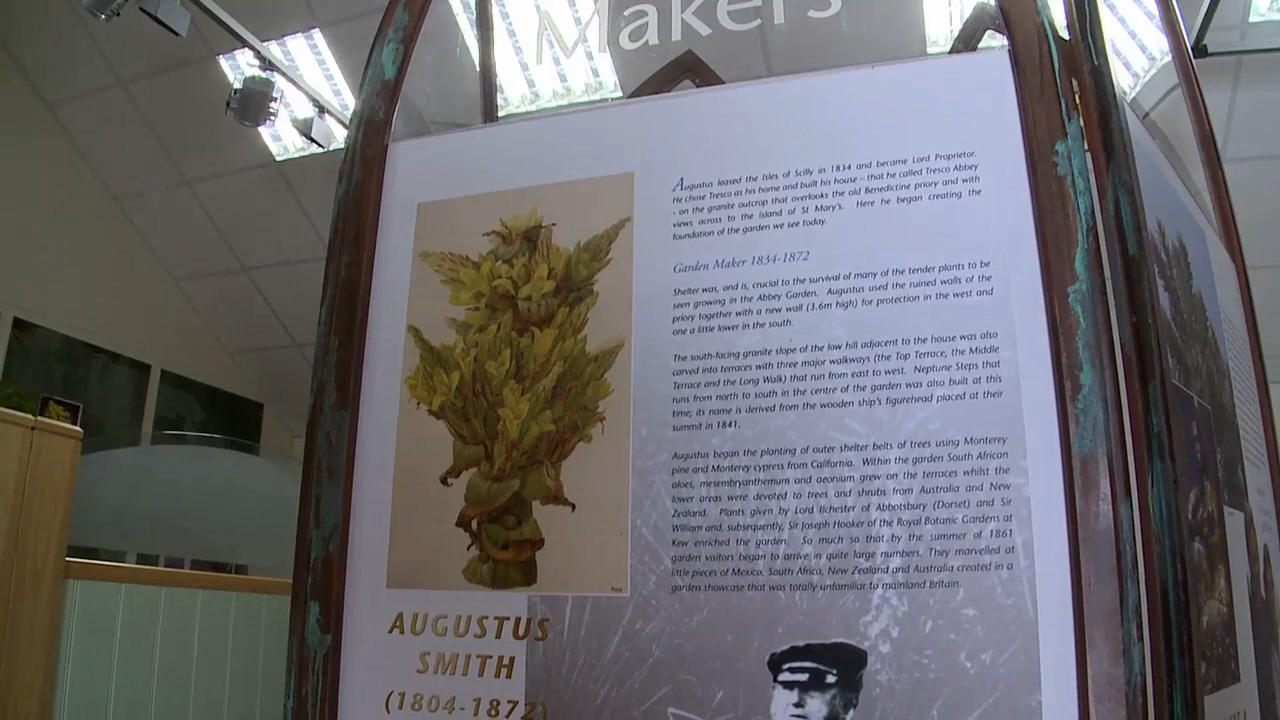 Makers
Augustus leased the Isles of Scilly in 1834 and became Lord Proprietor.
He chose Tresco as his home and built his house – that he called Tresco Abbey
- on the granite outcrop that overlooks the old Benedictine priory and with
views across to the island of St Mary's. Here he began creating the
foundation of the garden we see today.
Garden Maker 1834-1872
Shelter was, and is, crucial to the survival of many of the tender plants to be
seen growing in the Abbey Garden. Augustus used the ruined walls of the
priory together with a new wall (3.6m high) for protection in the west and
one a little lower in the south.
The south-facing granite slope of the low hill adjacent to the house was also
carved into terraces with three major walkways (the Top Terrace, the Middle
Terrace and the Long Walk) that run from east to west. Neptune Steps that
runs from north to south in the centre of the garden was also built at this
time; its name is derived from the wooden ship's figurehead placed at their
summit in 1841.
Augustus began the planting of outer shelter belts of trees using Monterey
pine and Monterey cypress from California. Within the garden South African
aloes, mesembryanthemum and aeonium grew on the terraces whilst the
lower areas were devoted to trees and shrubs from Australia and New
Zealand. Plants given by Lord Ilchester of Abbotsbury (Dorset) and Sir
William and, subsequently, Sir Joseph Hooker of the Royal Botanic Gardens at
Kew enriched the garden. So much so that by the summer of 1861
garden visitors began to arrive in quite large numbers. They marvelled at
little pieces of Mexico, South Africa, New Zealand and Australia created in a
garden showcase that was totally unfamiliar to mainland Britain.
AUGUSTUS
SMITH
(1804-1872)